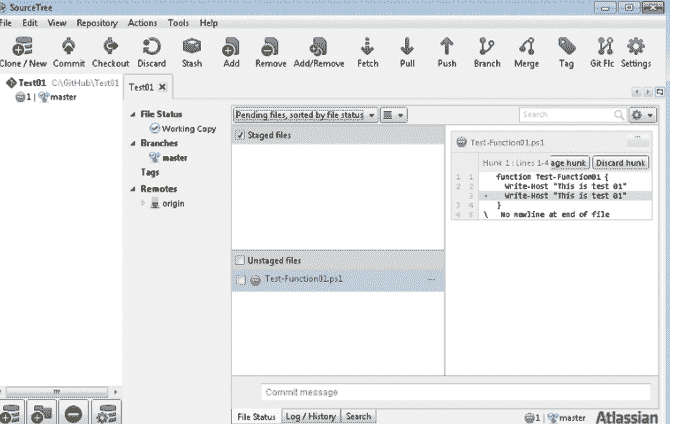 SourceTree
File Edit View Repository Actions Tools Help
Clone / New Commit Checkout Discard Stash Add Remove Add/Remove Fetch Pull Push Branch Merge Tag Git Flc Settings
Test01 C:\GitHub\Test01
1 | master
Test01
File Status
Working Copy
Branches
master
Tags
Remotes
origin
Pending files, sorted by file status
Search
Staged files
Unstaged files
Test-Function01.ps1
Test-Function01.ps1
Hunk 1 : Lines 1-4 age hunk Discard hunk
1 1 function Test-Function01 {
2 2 Write-Host "This is test 01"
3 + Write-Host "This is test 01"
3 4 }
4 5 \ No newline at end of file
Commit message
File Status Log / History Search
1 | master Atlassian